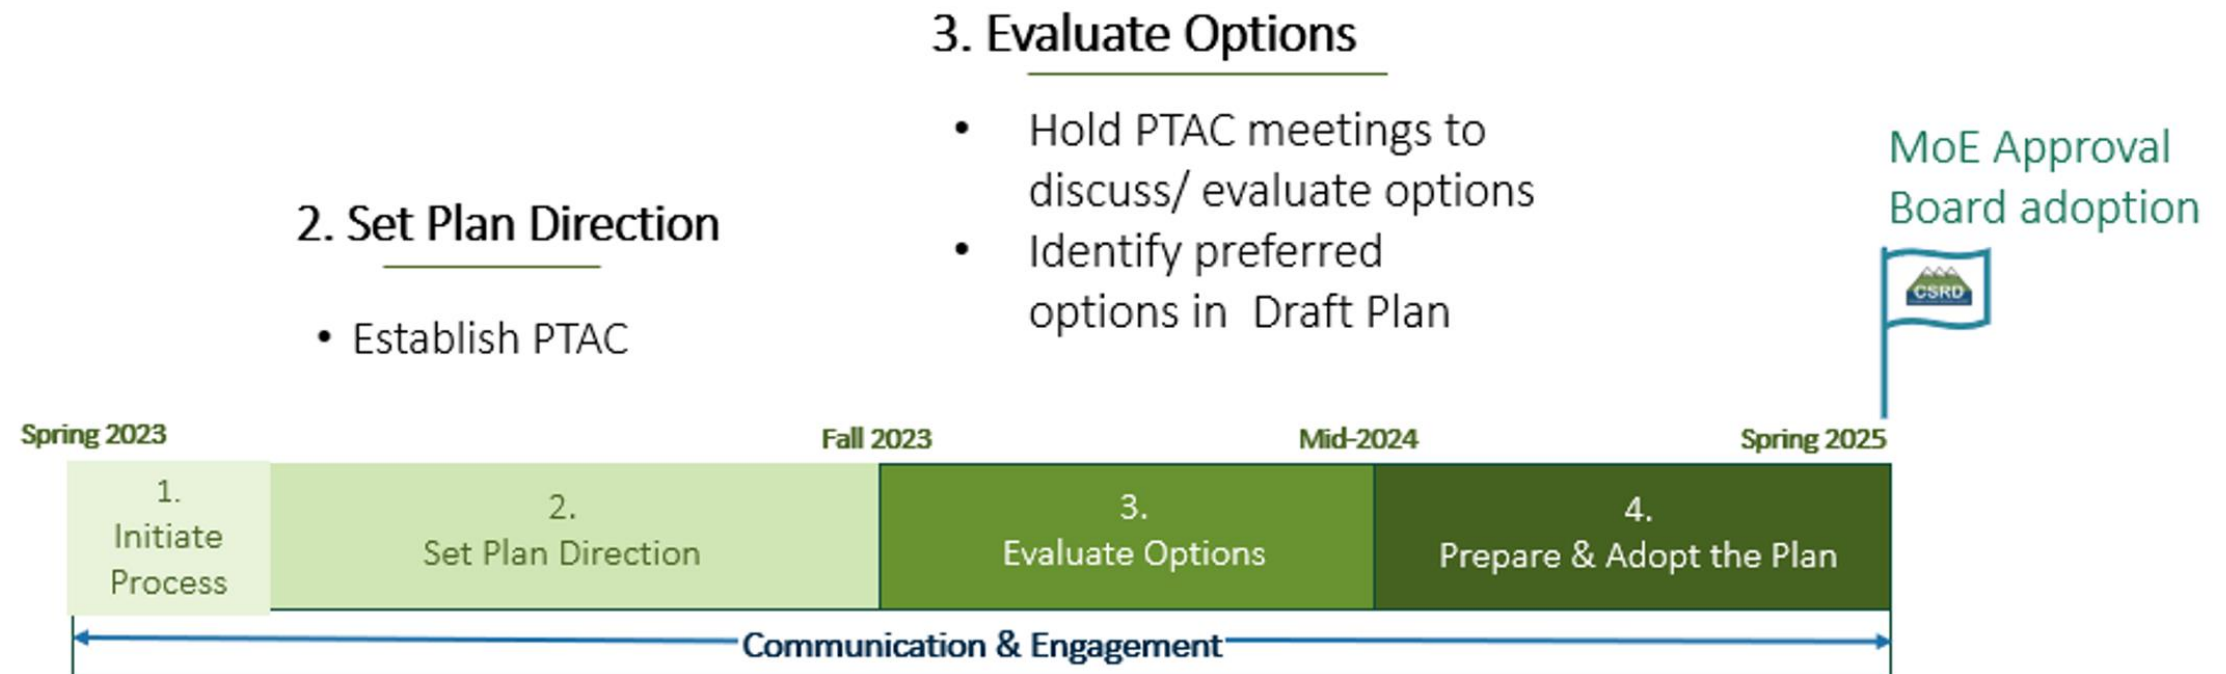 3. Evaluate Options
• Hold PTAC meetings to
discuss/ evaluate options
• Identify preferred
options in  Draft Plan
MoE Approval
Board adoption
CSRD
2. Set Plan Direction
• Establish PTAC
Spring 2023
Fall 2023
Mid-2024
Spring 2025
1.
Initiate
Process
2.
Set Plan Direction
3.
Evaluate Options
4.
Prepare & Adopt the Plan
Communication & Engagement